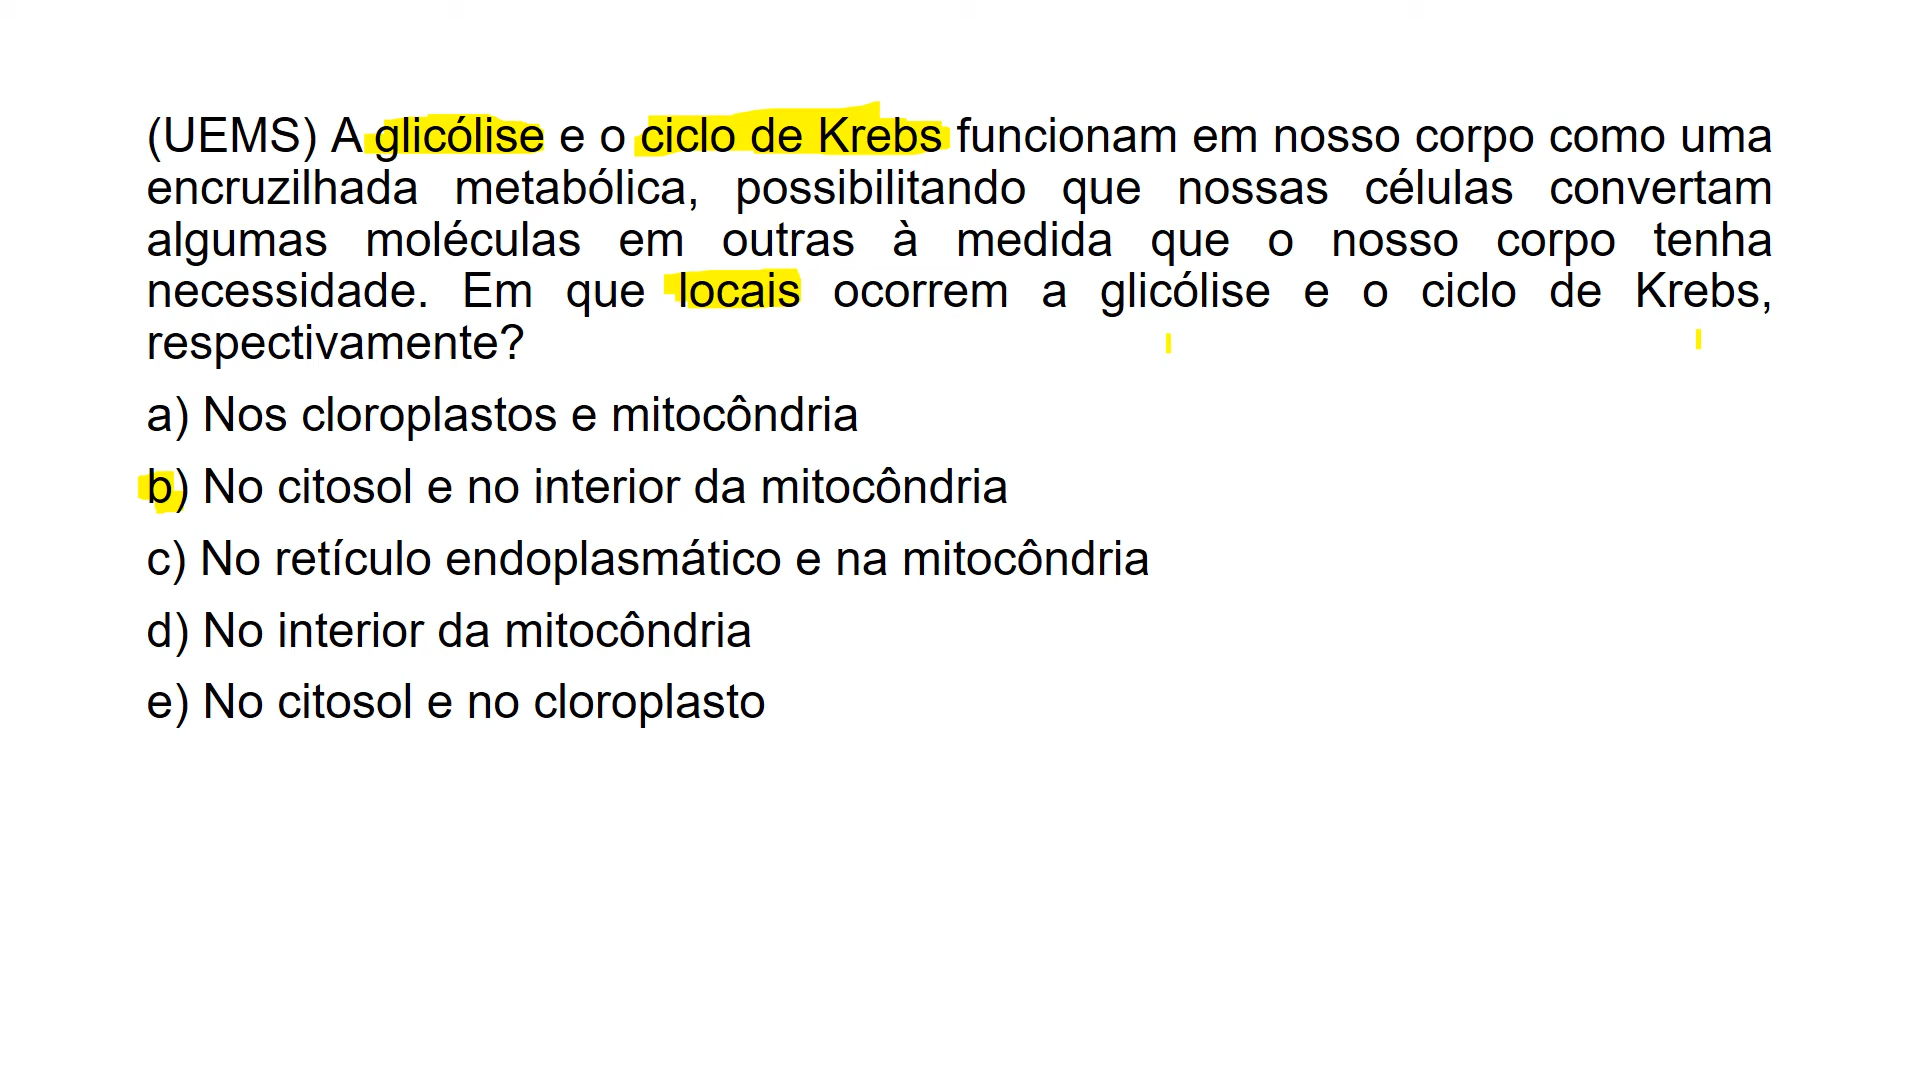 (UEMS) A glicólise e o ciclo de Krebs funcionam em nosso corpo como uma
encruzilhada metabólica, possibilitando que nossas células convertam
algumas moléculas em outras à medida que o nosso corpo tenha
necessidade. Em que locais ocorrem a glicólise e o ciclo de Krebs,
respectivamente?
a) Nos cloroplastos e mitocôndria
b) No citosol e no interior da mitocôndria
c) No retículo endoplasmático e na mitocôndria
d) No interior da mitocôndria
e) No citosol e no cloroplasto